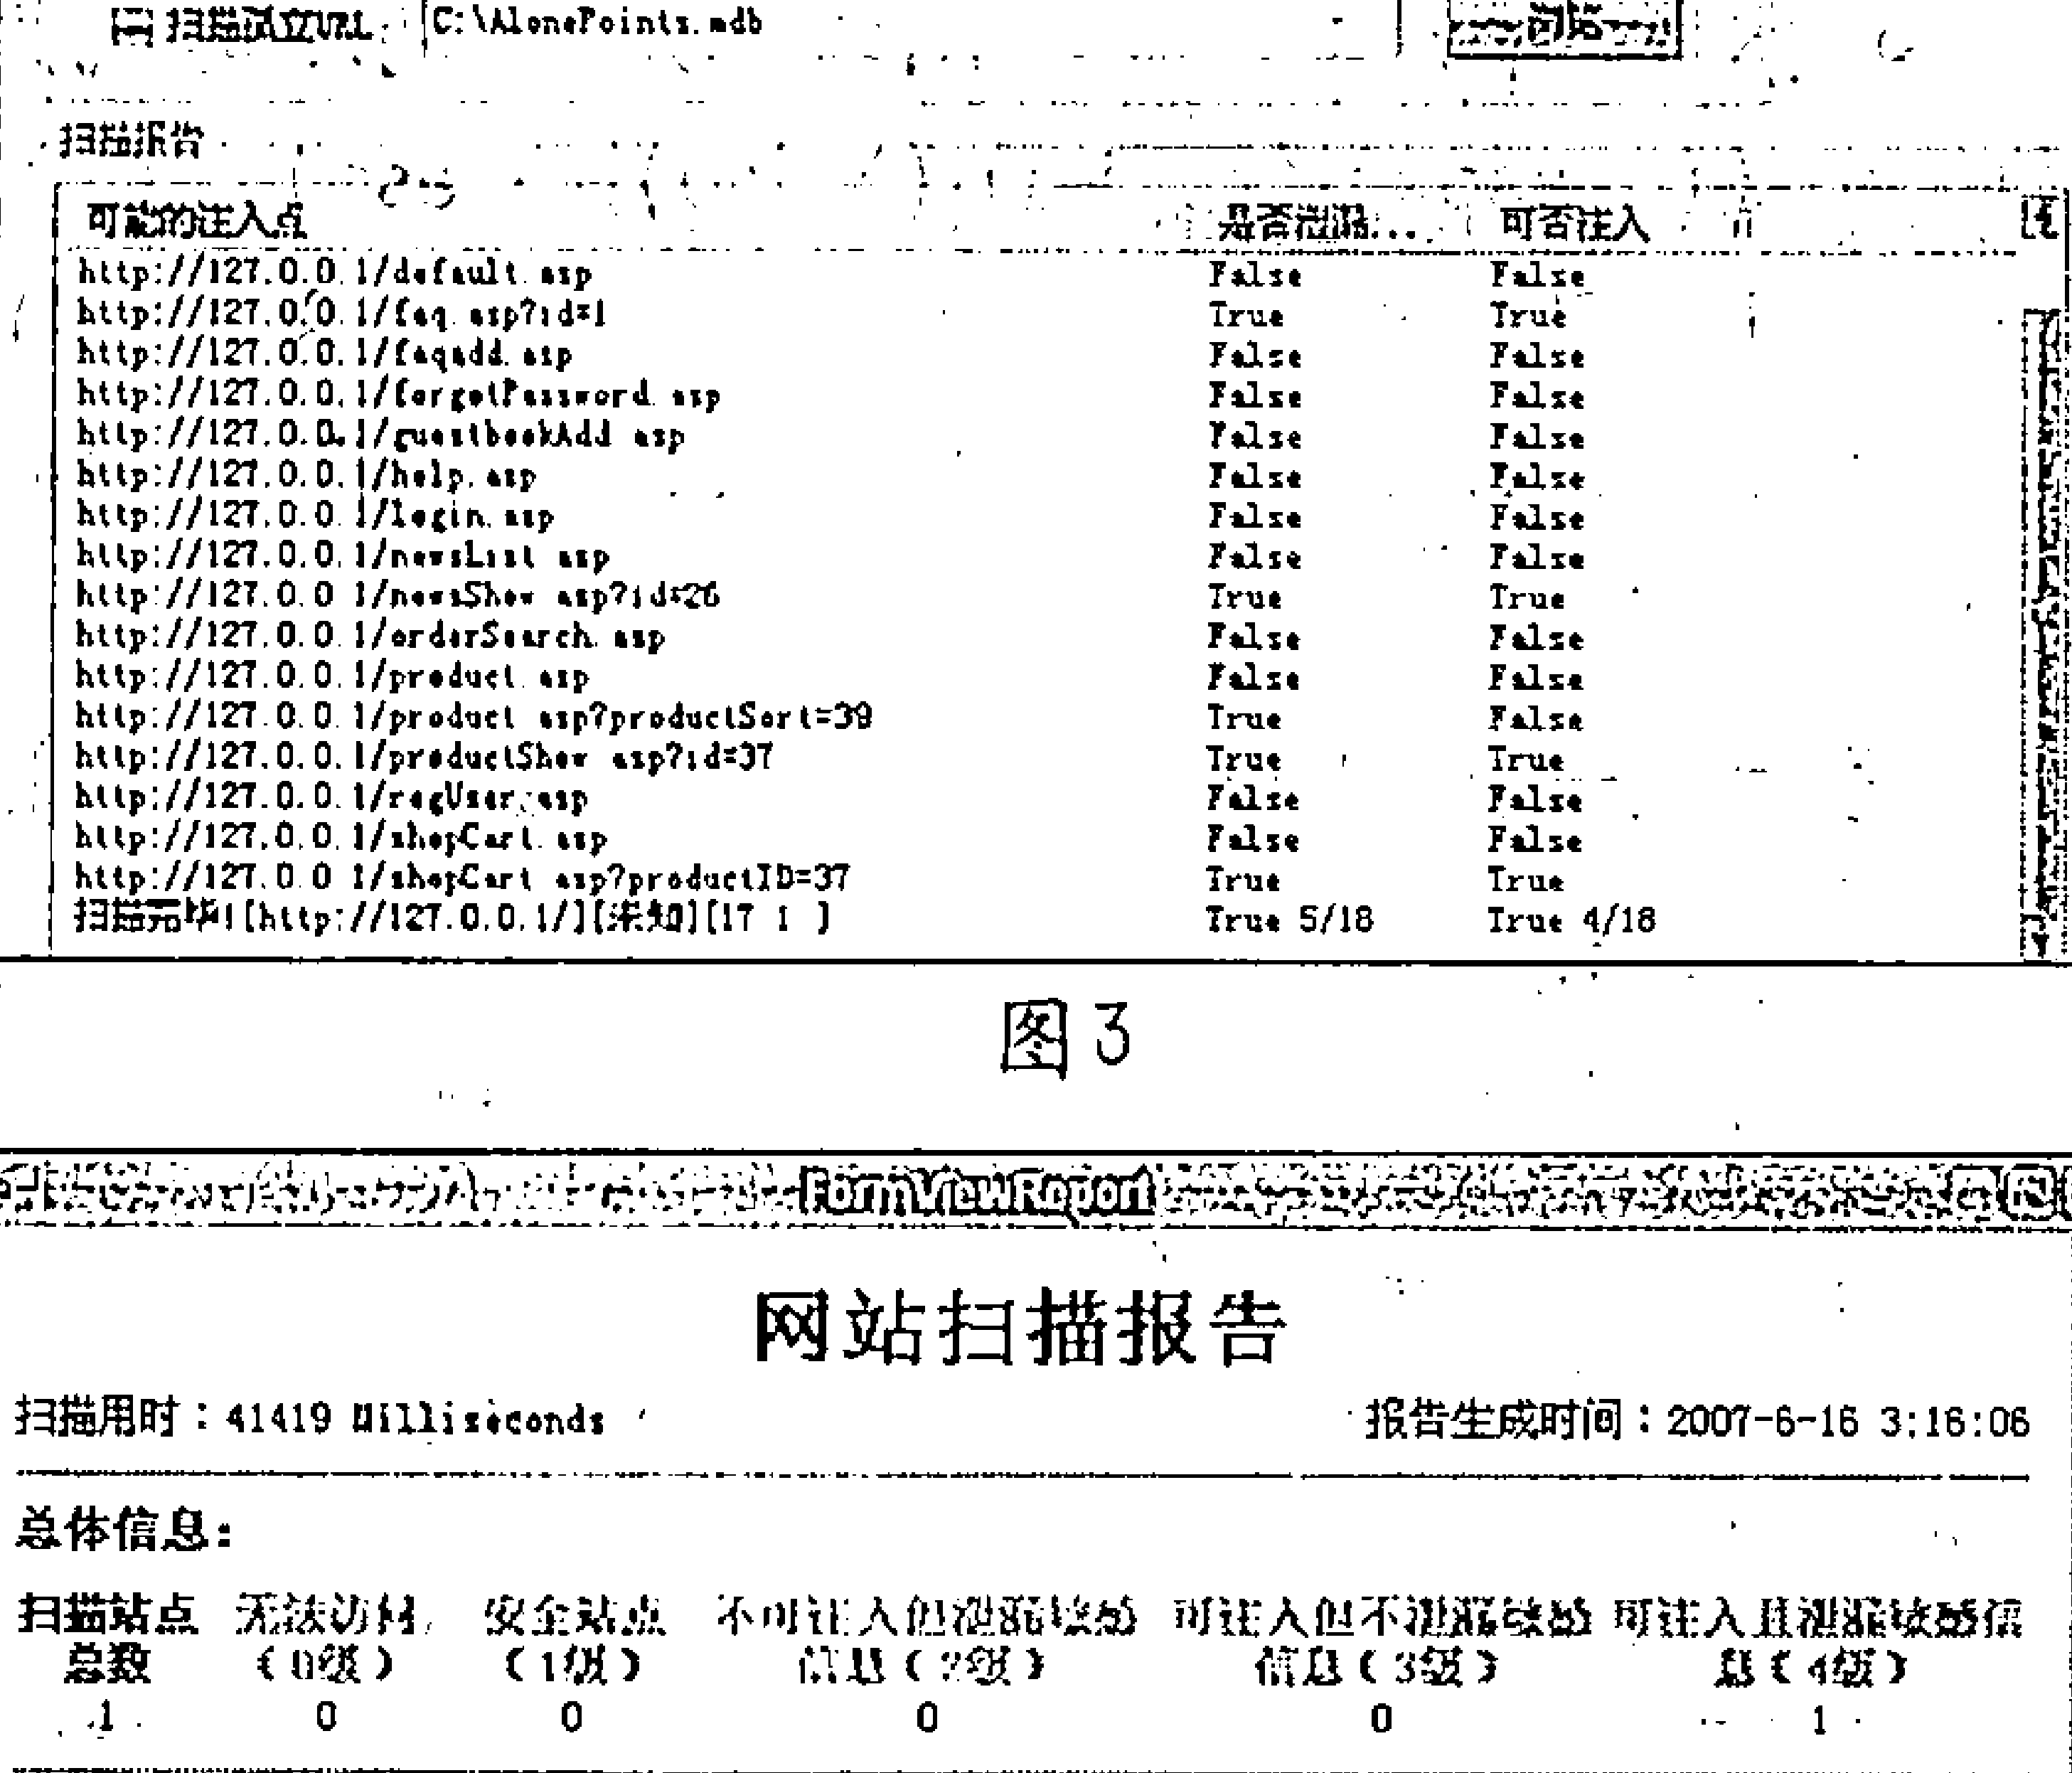 扫描孤立URL C:\AlonePoints.mdb
扫描报告
可能的注入点 是否泄漏... 可否注入
http://127.0.0.1/default.asp False False
http://127.0.0.1/faq.asp?id=1 True True
http://127.0.0.1/faqadd.asp False False
http://127.0.0.1/forgetPassword.asp False False
http://127.0.0.1/guestbookAdd.asp False False
http://127.0.0.1/help.asp False False
http://127.0.0.1/login.asp False False
http://127.0.0.1/newsList.asp False False
http://127.0.0.1/newsShow.asp?id=26 True True
http://127.0.0.1/orderSearch.asp False False
http://127.0.0.1/product.asp False False
http://127.0.0.1/product.asp?productSort=39 True False
http://127.0.0.1/productShow.asp?id=37 True True
http://127.0.0.1/regUser.asp False False
http://127.0.0.1/shopCart.asp False False
http://127.0.0.1/shopCart.asp?productID=37 True True
扫描完毕![http://127.0.0.1/][未知][17 1 ] True 5/18 True 4/18
图3
FormViewReport
网站扫描报告
扫描用时：41419 Milliseconds 报告生成时间：2007-6-16 3:16:06
总体信息：
扫描站点 无法访问 安全站点 不可注入但泄漏敏感 可注入但不泄漏敏感 可注入且泄漏敏感信
总数 （0级） （1级） 信息（2级） 信息（3级） 息（4级）
1 0 0 0 0 1